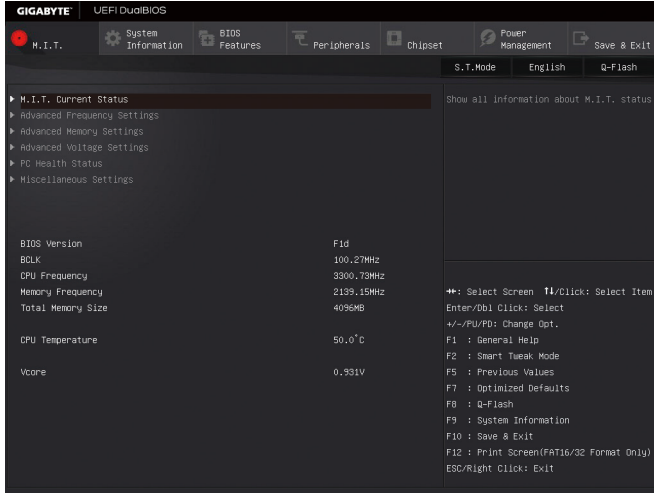 GIGABYTE™ UEFI DualBIOS
M.I.T. System Information BIOS Features Peripherals Chipset Power Management Save & Exit
S.T.Mode English Q-Flash
M.I.T. Current Status
Show all information about M.I.T. status
Advanced Frequency Settings
Advanced Memory Settings
Advanced Voltage Settings
PC Health Status
Miscellaneous Settings
BIOS Version F1d
BCLK 100.27MHz
CPU Frequency 3300.73MHz
Memory Frequency 2139.15MHz
Total Memory Size 4096MB
CPU Temperature 50.0°C
Vcore 0.931V
→←: Select Screen ↑↓/Click: Select Item
Enter/Dbl Click: Select
+/-/PU/PD: Change Opt.
F1 : General Help
F2 : Smart Tweak Mode
F5 : Previous Values
F7 : Optimized Defaults
F8 : Q-Flash
F9 : System Information
F10 : Save & Exit
F12 : Print Screen(FAT16/32 Format Only)
ESC/Right Click: Exit